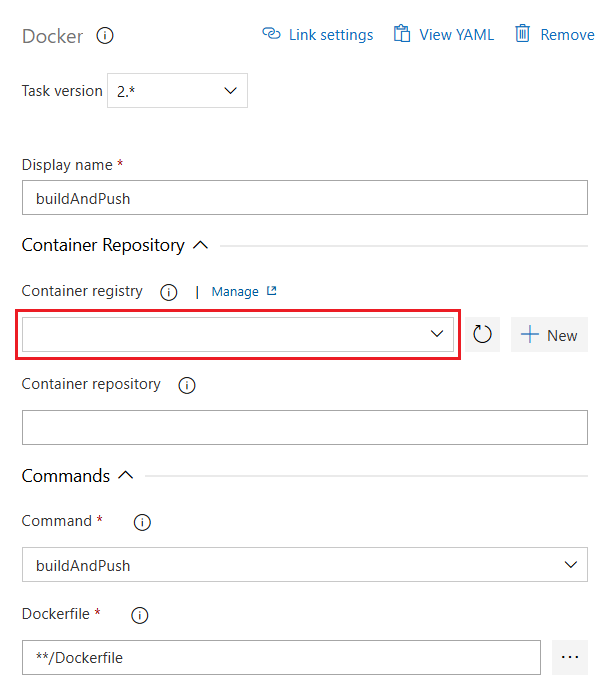 Docker Link settings View YAML Remove
Task version 2.*
Display name *
buildAndPush
Container Repository
Container registry | Manage
New
Container repository
Commands
Command *
buildAndPush
Dockerfile *
**/Dockerfile ...